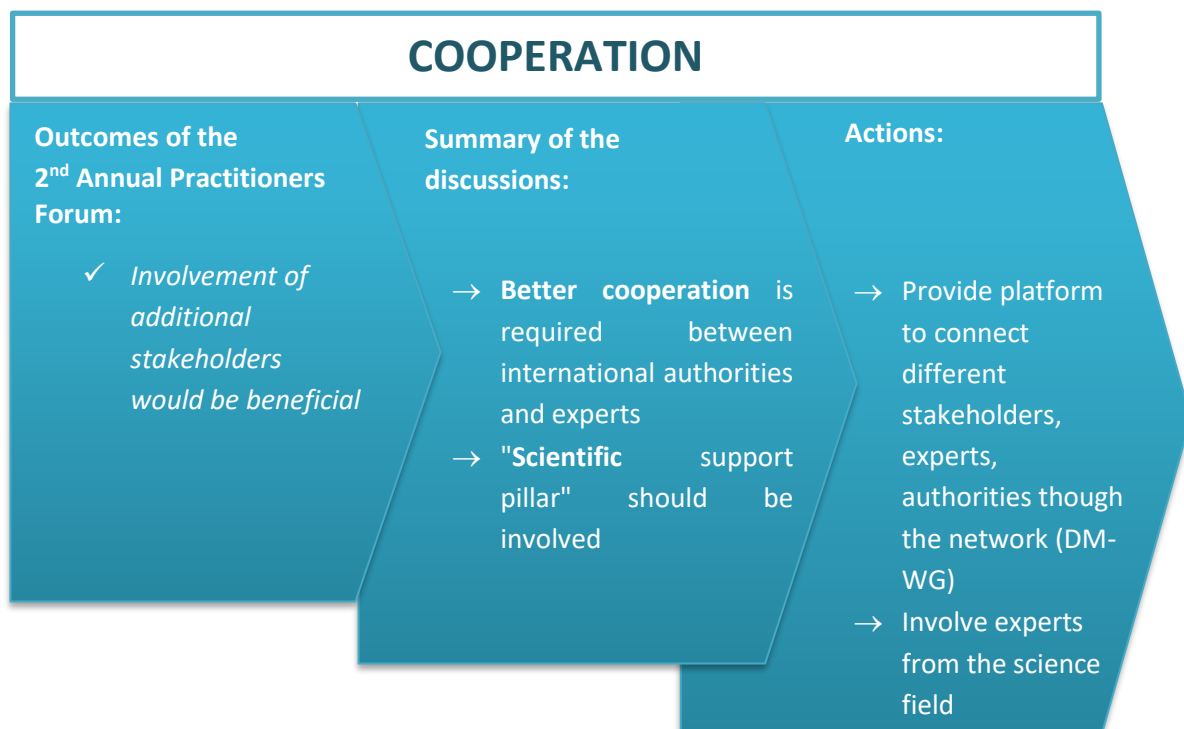 COOPERATION
Outcomes of the
2nd Annual Practitioners
Forum:
✓ Involvement of
additional
stakeholders
would be beneficial
Summary of the
discussions:
→ Better cooperation is
required between
international authorities
and experts
→ "Scientific support
pillar" should be
involved
Actions:
→ Provide platform
to connect
different
stakeholders,
experts,
authorities though
the network (DM-
WG)
→ Involve experts
from the science
field